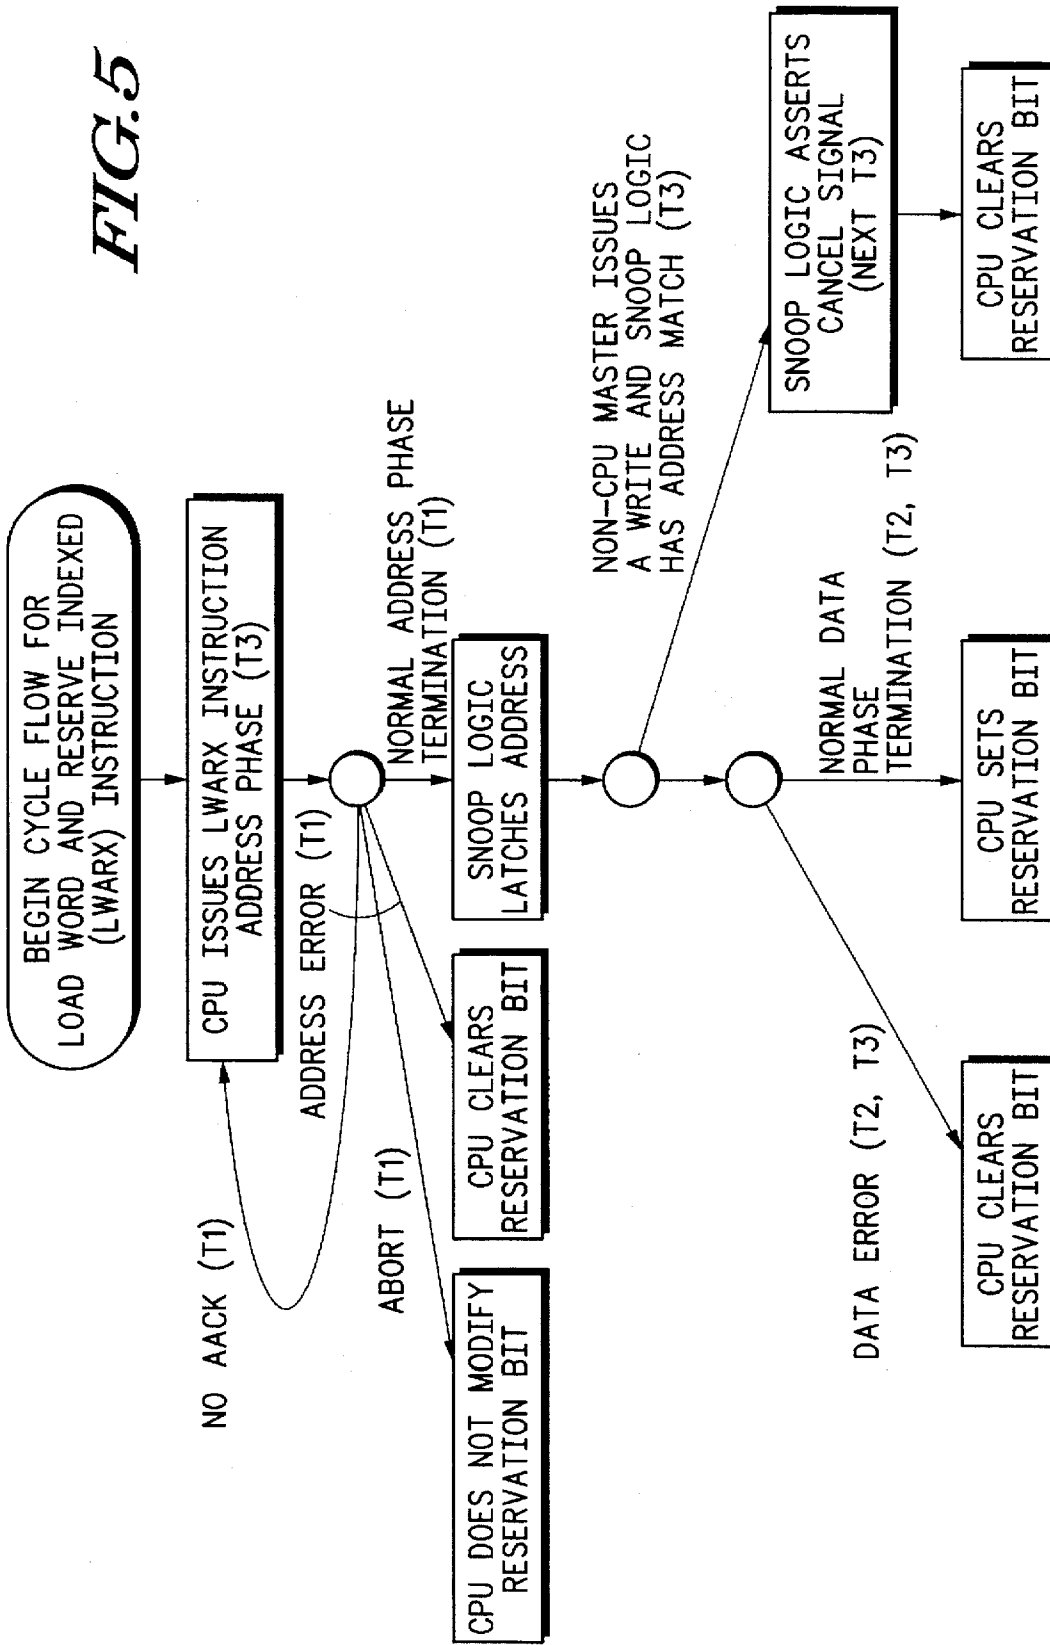 FIG.5
BEGIN CYCLE FLOW FOR
LOAD WORD AND RESERVE INDEXED
(LWARX) INSTRUCTION
CPU ISSUES LWARX INSTRUCTION
ADDRESS PHASE (T3)
NO AACK (T1)
ADDRESS ERROR (T1)
ABORT (T1)
NORMAL ADDRESS PHASE
TERMINATION (T1)
CPU DOES NOT MODIFY
RESERVATION BIT
CPU CLEARS
RESERVATION BIT
SNOOP LOGIC
LATCHES ADDRESS
NON-CPU MASTER ISSUES
A WRITE AND SNOOP LOGIC
HAS ADDRESS MATCH (T3)
SNOOP LOGIC ASSERTS
CANCEL SIGNAL
(NEXT T3)
DATA ERROR (T2, T3)
NORMAL DATA
PHASE
TERMINATION (T2, T3)
CPU CLEARS
RESERVATION BIT
CPU SETS
RESERVATION BIT
CPU CLEARS
RESERVATION BIT